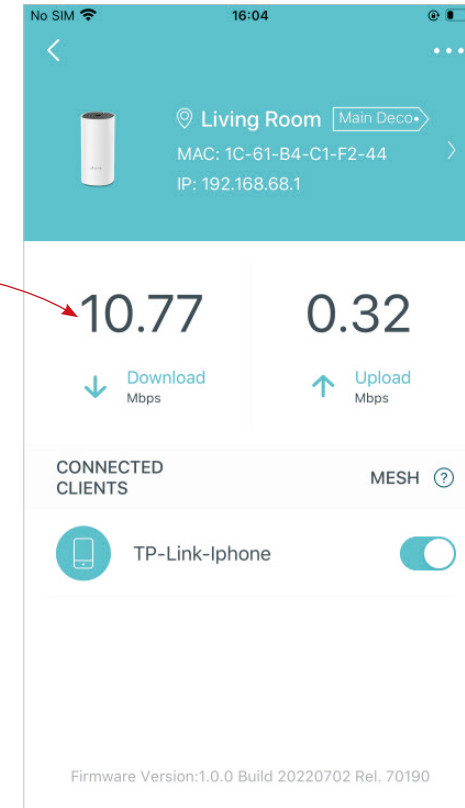 No SIM 16:04
Living Room Main Deco
MAC: 1C-61-B4-C1-F2-44
IP: 192.168.68.1
10.77 0.32
Download Upload
Mbps Mbps
CONNECTED
CLIENTS
MESH ?
TP-Link-Iphone
Firmware Version:1.0.0 Build 20220702 Rel. 70190